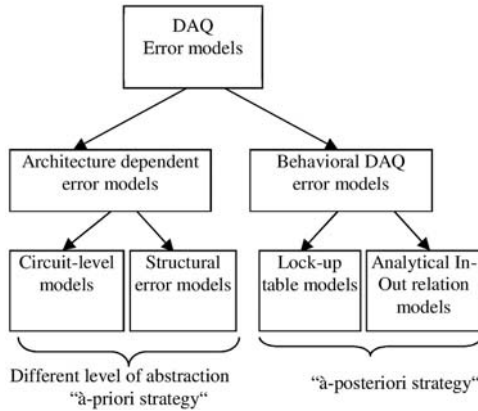 DAQ
Error models
Architecture dependent
error models
Behavioral DAQ
error models
Circuit-level
models
Structural
error models
Lock-up
table models
Analytical In-
Out relation
models
Different level of abstraction
“à-priori strategy“
“à-posteriori strategy“